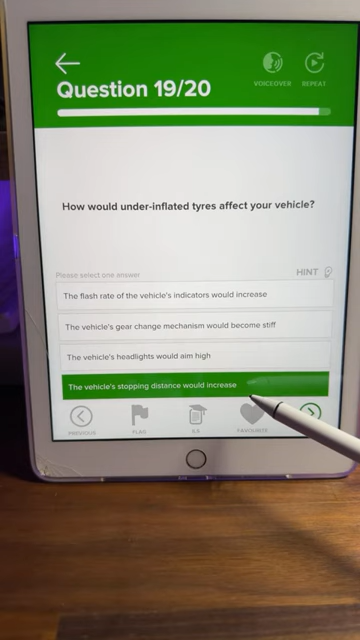 Question 19/20
VOICEOVER
REPEAT
How would under-inflated tyres affect your vehicle?
Please select one answer
HINT
The flash rate of the vehicle's indicators would increase
The vehicle's gear change mechanism would become stiff
The vehicle's headlights would aim high
The vehicle's stopping distance would increase
PREVIOUS
FLAG
FAVOURITE